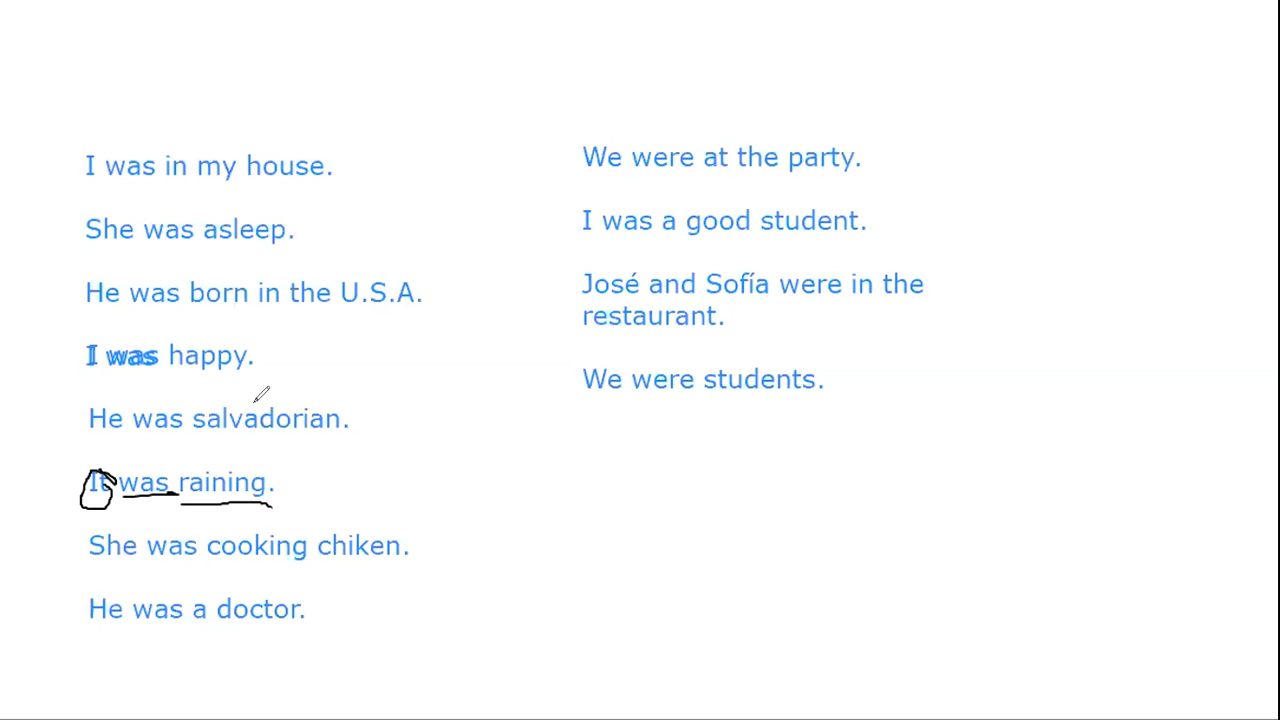 I was in my house.
She was asleep.
He was born in the U.S.A.
I was happy.
He was salvadorian.
It was raining.
She was cooking chiken.
He was a doctor.
We were at the party.
I was a good student.
José and Sofía were in the
restaurant.
We were students.